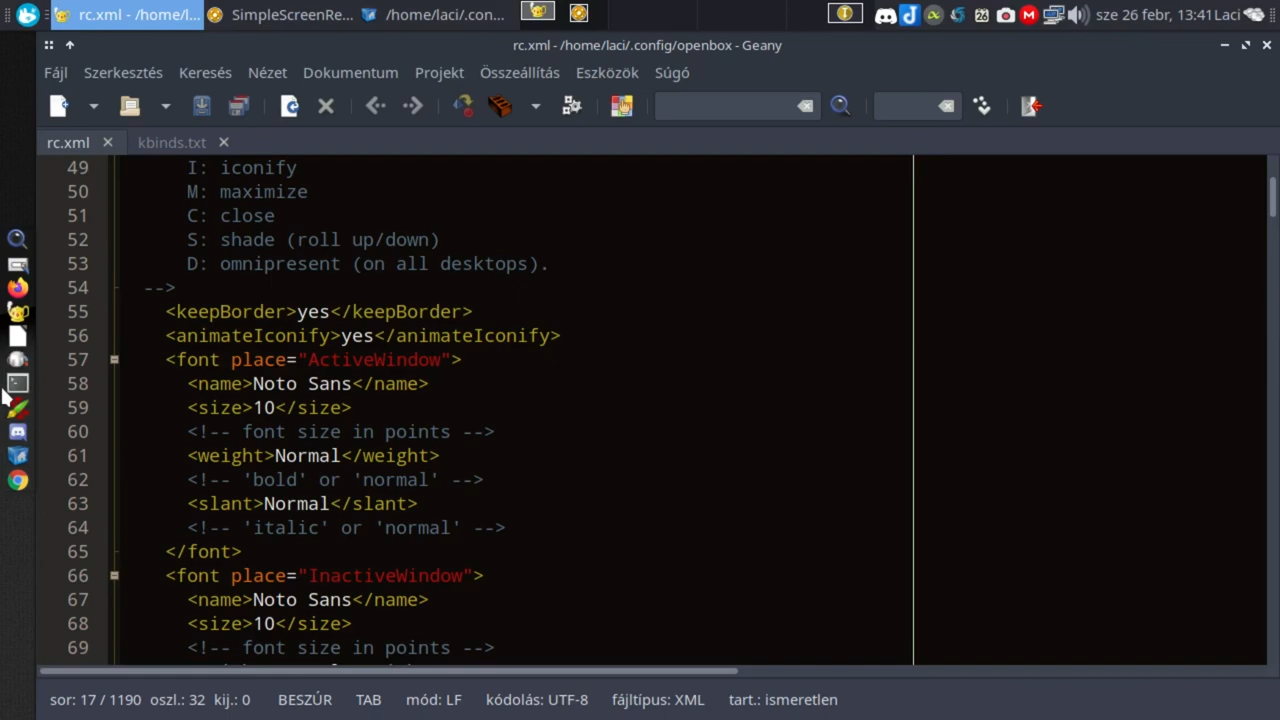 rc.xml - /home/l...
SimpleScreenRe...
/home/laci/.con...
26
sze 26 febr, 13:41
Laci
rc.xml - /home/laci/.config/openbox - Geany
Fájl Szerkesztés Keresés Nézet Dokumentum Projekt Összeállítás Eszközök Súgó
rc.xml
kbinds.txt
49 I: iconify
50 M: maximize
51 C: close
52 S: shade (roll up/down)
53 D: omnipresent (on all desktops).
54 -->
55 <keepBorder>yes</keepBorder>
56 <animateIconify>yes</animateIconify>
57 <font place="ActiveWindow">
58 <name>Noto Sans</name>
59 <size>10</size>
60 <!-- font size in points -->
61 <weight>Normal</weight>
62 <!-- 'bold' or 'normal' -->
63 <slant>Normal</slant>
64 <!-- 'italic' or 'normal' -->
65 </font>
66 <font place="InactiveWindow">
67 <name>Noto Sans</name>
68 <size>10</size>
69 <!-- font size in points -->
sor: 17 / 1190 oszl.: 32 kij.: 0 BESZÚR TAB mód: LF kódolás: UTF-8 fájltípus: XML tart.: ismeretlen